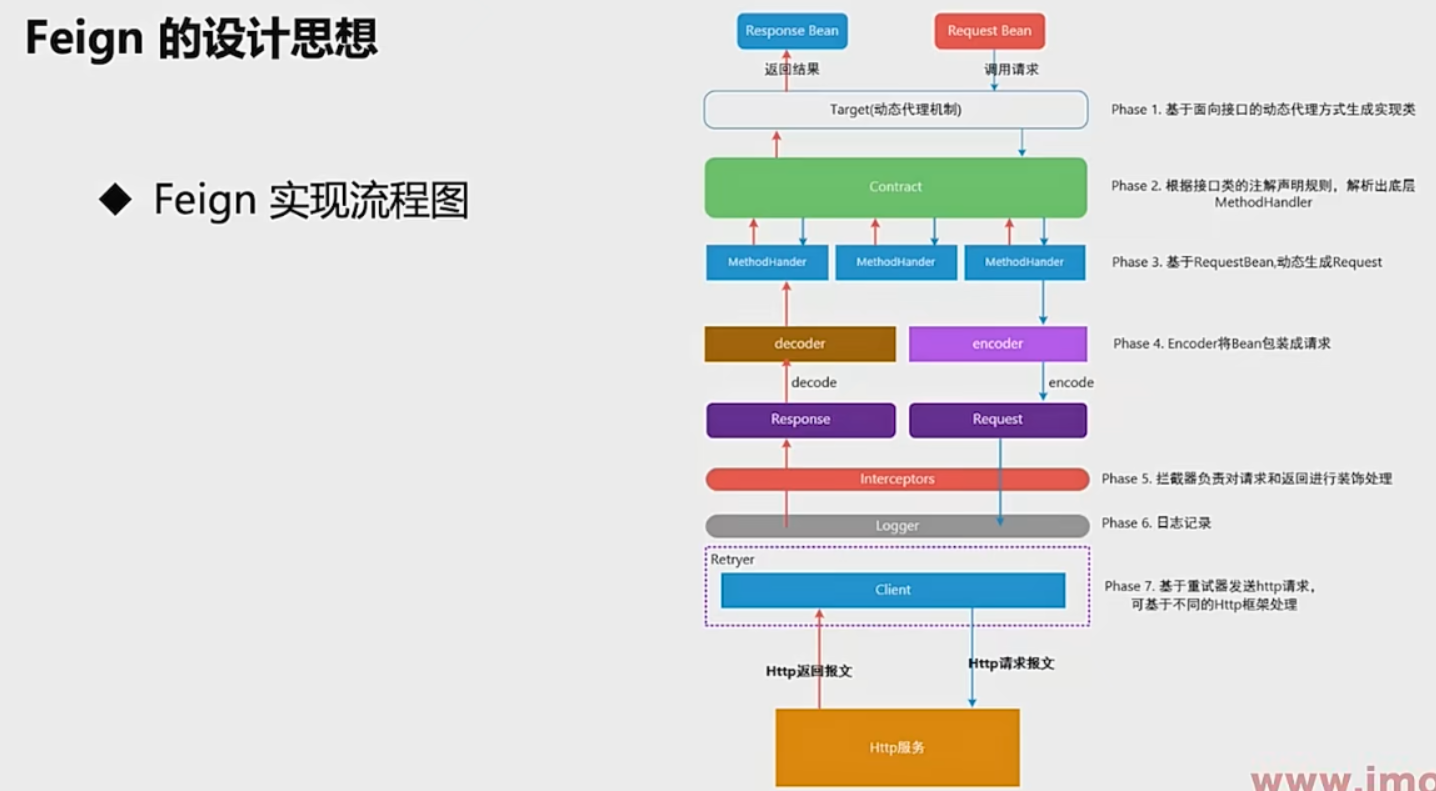 Feign 的设计思想
◆ Feign 实现流程图
Response Bean
Request Bean
返回结果
调用请求
Target(动态代理机制)
Phase 1. 基于面向接口的动态代理方式生成实现类
Contract
Phase 2. 根据接口类的注解声明规则，解析出底层
MethodHandler
MethodHander
MethodHander
MethodHander
Phase 3. 基于RequestBean,动态生成Request
decoder
encoder
Phase 4. Encoder将Bean包装成请求
decode
encode
Response
Request
Interceptors
Phase 5. 拦截器负责对请求和返回进行装饰处理
Logger
Phase 6. 日志记录
Retryer
Client
Phase 7. 基于重试器发送http请求，
可基于不同的Http框架处理
Http返回报文
Http请求报文
Http服务